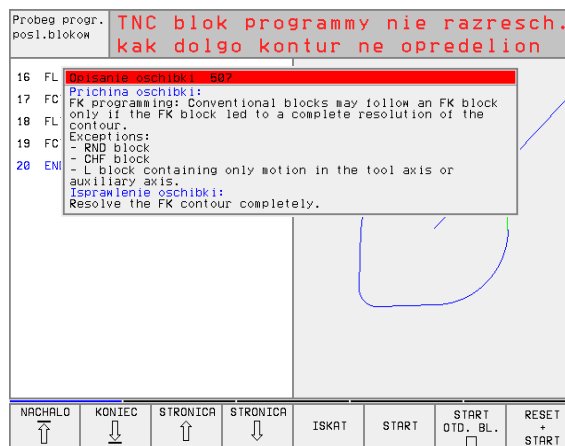 Probeg progr.
posl.blokow
TNC blok programmy nie razresch.
kak dolgo kontur ne opredelion
16 FL
17 FC
18 FL
19 FC
20 EN
Opisanie oschibki 507
Prichina oschibki:
FK programming: Conventional blocks may follow an FK block
only if the FK block led to a complete resolution of the
contour.
Exceptions:
- RND block
- CHF block
- L block containing only motion in the tool axis or
auxiliary axis.
Isprawlenie oschibki:
Resolve the FK contour completely.
NACHALO
KONIEC
STRONICA
STRONICA
ISKAT
START
START
OTD. BL.
RESET
+
START